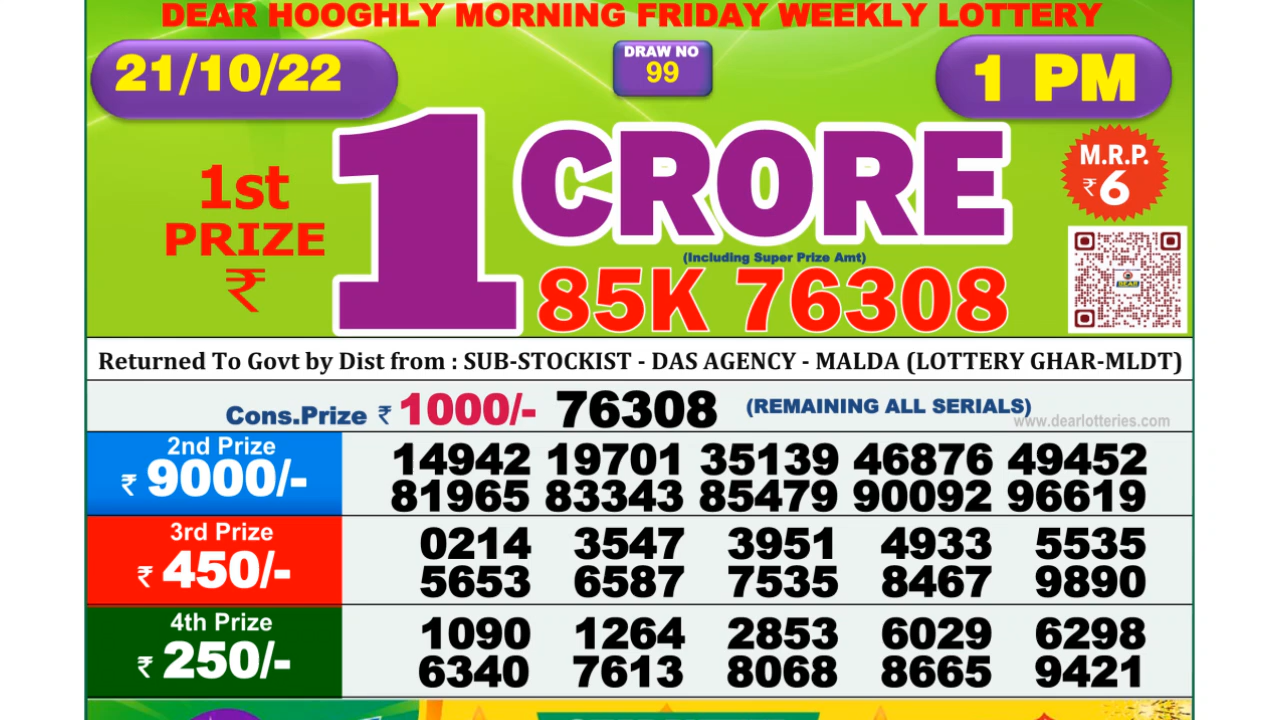 DEAR HOOGHLY MORNING FRIDAY WEEKLY LOTTERY
21/10/22
DRAW NO
99
1 PM
1st
PRIZE
₹
1 CRORE
M.R.P.
₹6
(Including Super Prize Amt)
85K 76308
DEAR
Returned To Govt by Dist from : SUB-STOCKIST - DAS AGENCY - MALDA (LOTTERY GHAR-MLDT)
Cons.Prize ₹ 1000/- 76308 (REMAINING ALL SERIALS)
www.dearlotteries.com
2nd Prize
₹ 9000/-
14942 19701 35139 46876 49452
81965 83343 85479 90092 96619
3rd Prize
₹ 450/-
0214 3547 3951 4933 5535
5653 6587 7535 8467 9890
4th Prize
₹ 250/-
1090 1264 2853 6029 6298
6340 7613 8068 8665 9421